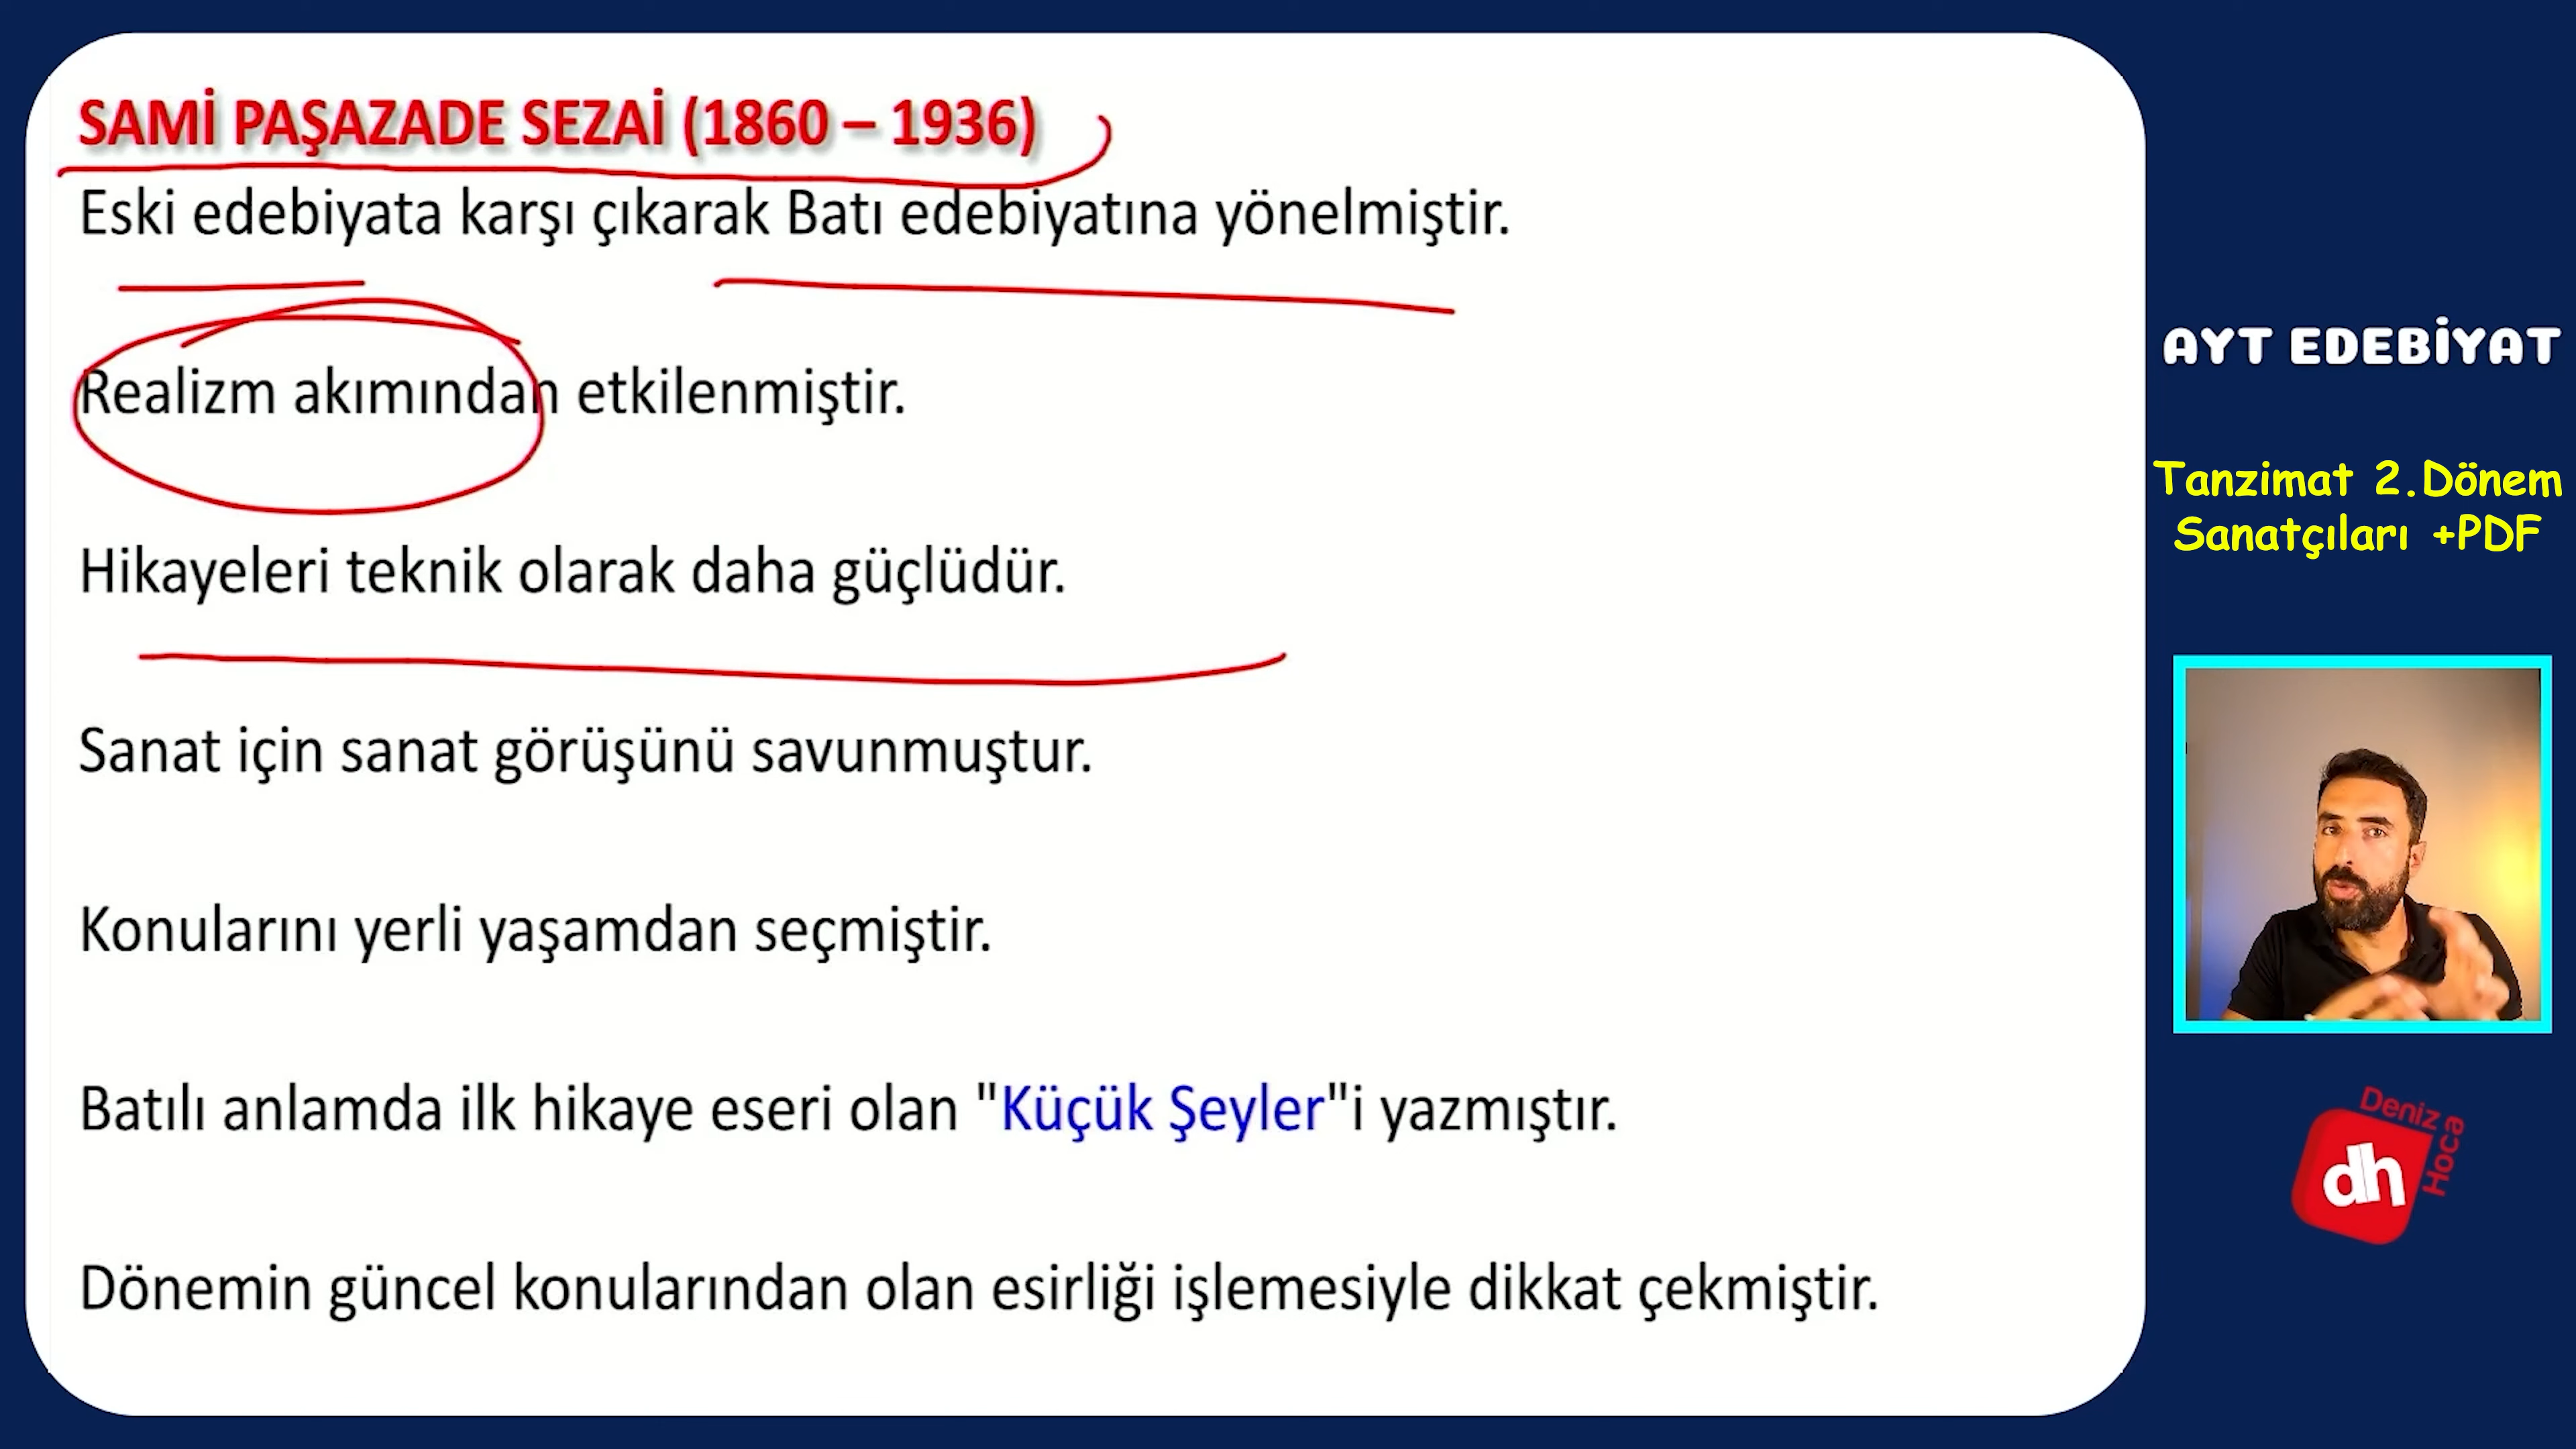 SAMİ PAŞAZADE SEZAİ (1860 – 1936)
Eski edebiyata karşı çıkarak Batı edebiyatına yönelmiştir.
Realizm akımından etkilenmiştir.
Hikayeleri teknik olarak daha güçlüdür.
Sanat için sanat görüşünü savunmuştur.
Konularını yerli yaşamdan seçmiştir.
Batılı anlamda ilk hikaye eseri olan "Küçük Şeyler"i yazmıştır.
Dönemin güncel konularından olan esirliği işlemesiyle dikkat çekmiştir.
AYT EDEBİYAT
Tanzimat 2.Dönem
Sanatçıları +PDF
Deniz
Hoca
dh